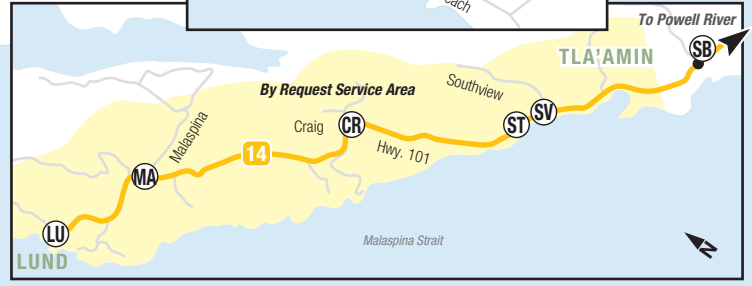 each
To Powell River
SB
TLA'AMIN
Southview
By Request Service Area
SV
ST
Craig
CR
Hwy. 101
Malaspina
14
MA
LU
LUND
Malaspina Strait
N